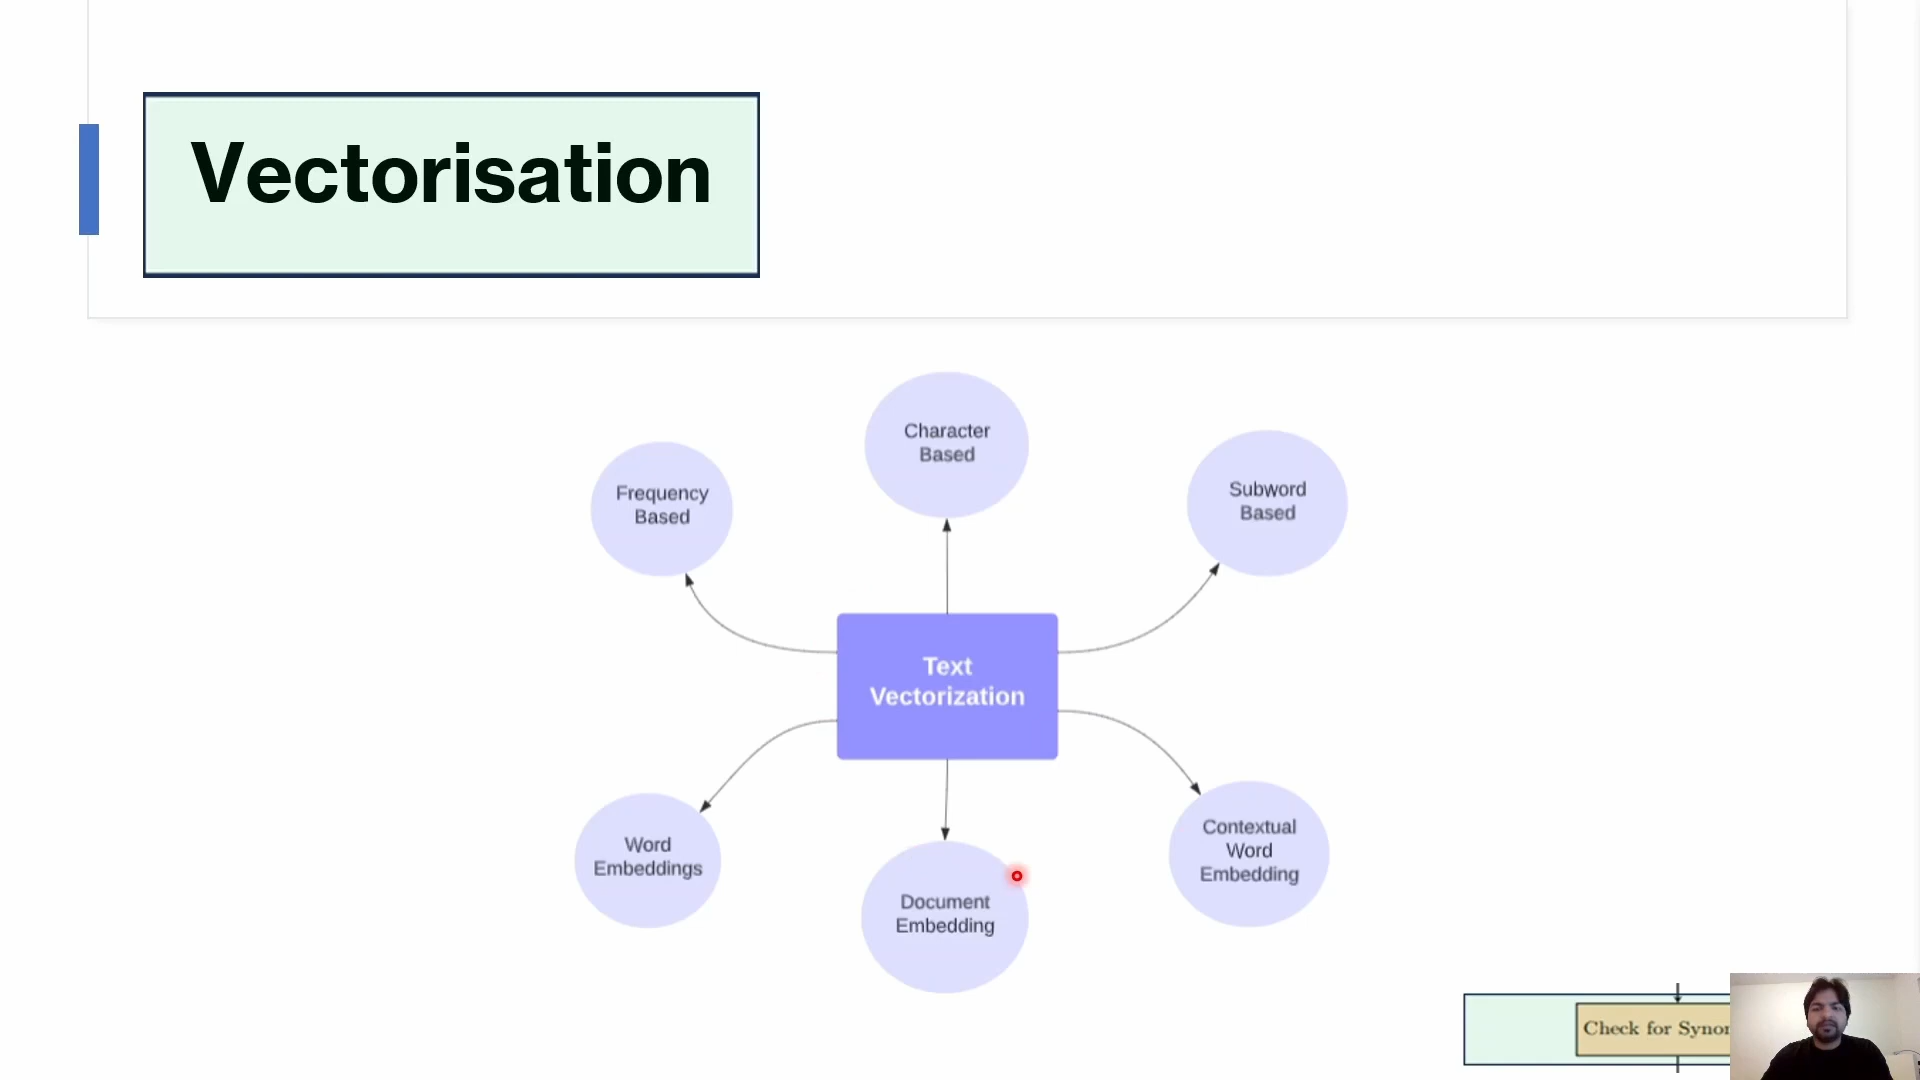 Vectorisation
Character
Based
Frequency
Based
Subword
Based
Text
Vectorization
Word
Embeddings
Document
Embedding
Contextual
Word
Embedding
Check for